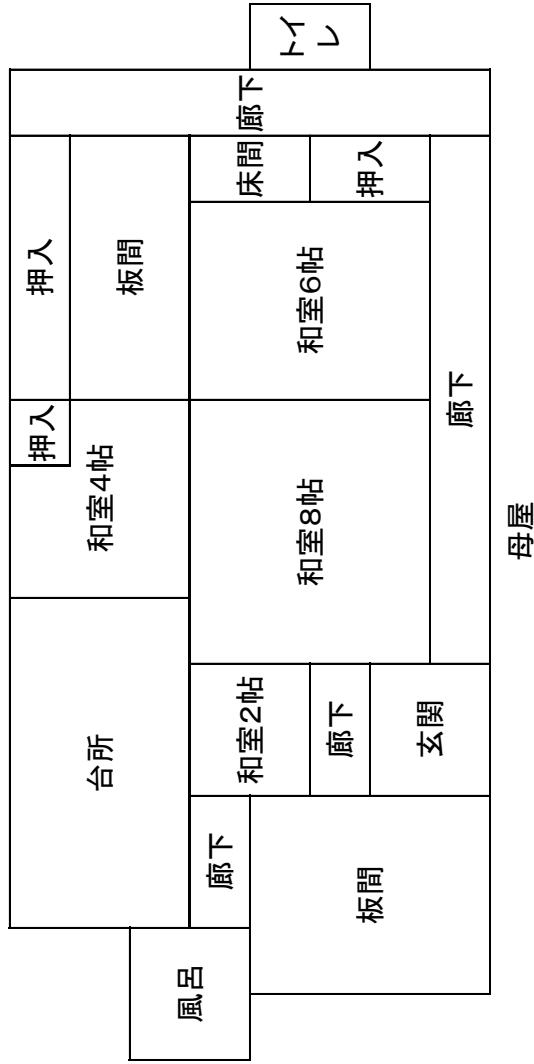 トイレ
廊下
押入
板間
床間
押入
和室6帖
廊下
押入
和室4帖
和室8帖
台所
和室2帖
廊下
玄関
廊下
板間
風呂
母屋